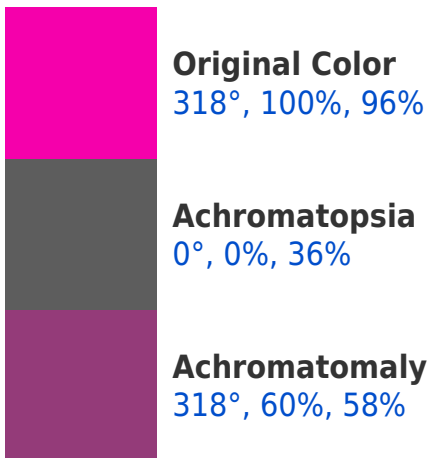 Original Color
318°, 100%, 96%
Achromatopsia
0°, 0%, 36%
Achromatomaly
318°, 60%, 58%